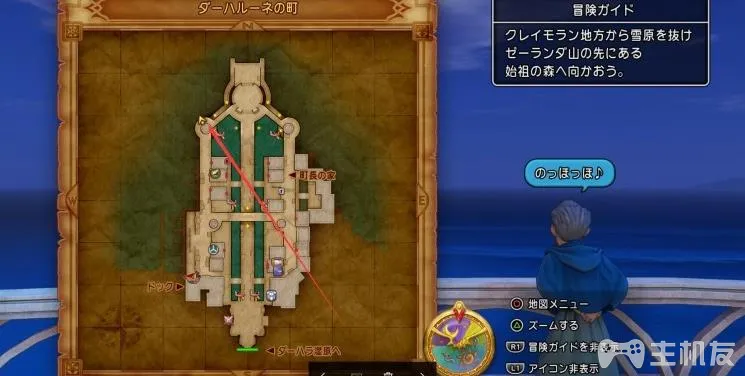 ダーハルーネの町
冒険ガイド
クレイモラン地方から雪原を抜け
ゼーランダ山の先にある
始祖の森へ向かおう。
N
町長の家
W
E
ドック
ダーハラ湿原へ
のっほっほ♪
地図メニュー
ズームする
R1 冒険ガイドを非表示
L1 アイコン非表示
主机友